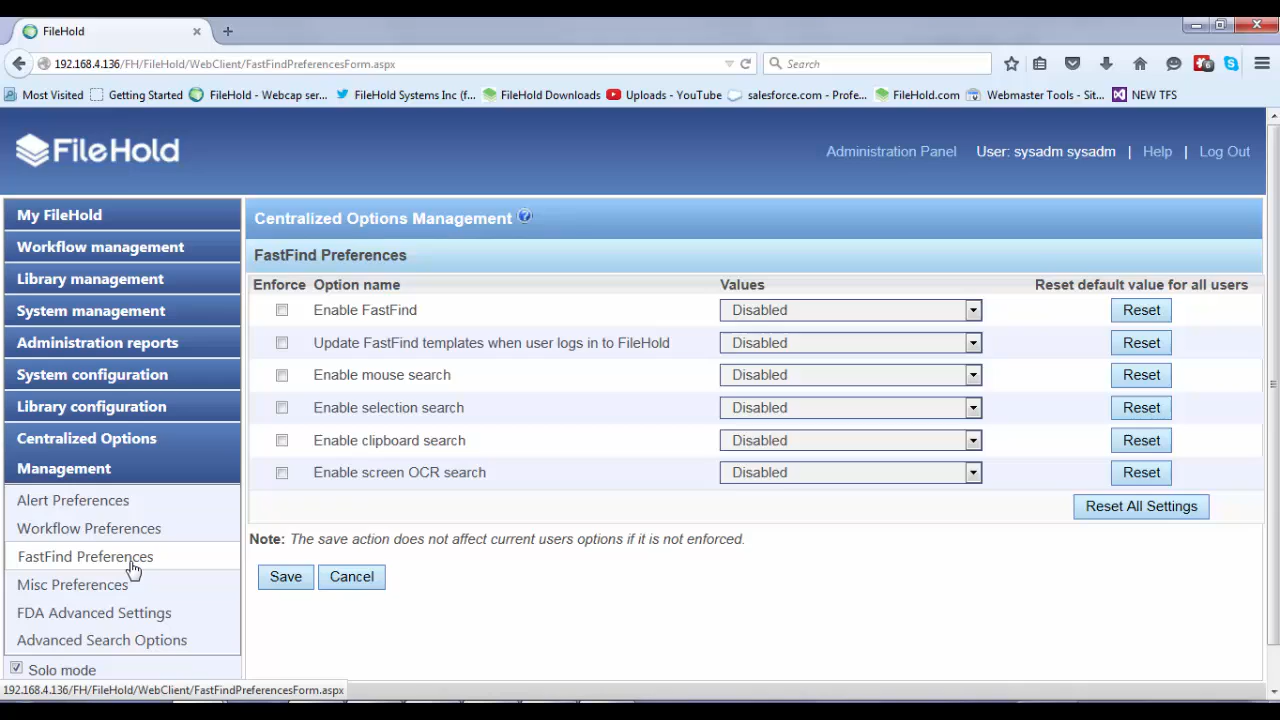 FileHold
192.168.4.136/FH/FileHold/WebClient/FastFindPreferencesForm.aspx
Search
6
Most Visited Getting Started FileHold - Webcap ser... FileHold Systems Inc (f... FileHold Downloads Uploads - YouTube salesforce.com - Profe... FileHold.com Webmaster Tools - Sit... NEW TFS
FileHold
Administration Panel User: sysadm sysadm | Help | Log Out
My FileHold
Workflow management
Library management
System management
Administration reports
System configuration
Library configuration
Centralized Options
Management
Alert Preferences
Workflow Preferences
FastFind Preferences
Misc Preferences
FDA Advanced Settings
Advanced Search Options
Solo mode
Centralized Options Management ?
FastFind Preferences
Enforce Option name Values Reset default value for all users
Enable FastFind Disabled Reset
Update FastFind templates when user logs in to FileHold Disabled Reset
Enable mouse search Disabled Reset
Enable selection search Disabled Reset
Enable clipboard search Disabled Reset
Enable screen OCR search Disabled Reset
Reset All Settings
Note: The save action does not affect current users options if it is not enforced.
Save Cancel
192.168.4.136/FH/FileHold/WebClient/FastFindPreferencesForm.aspx